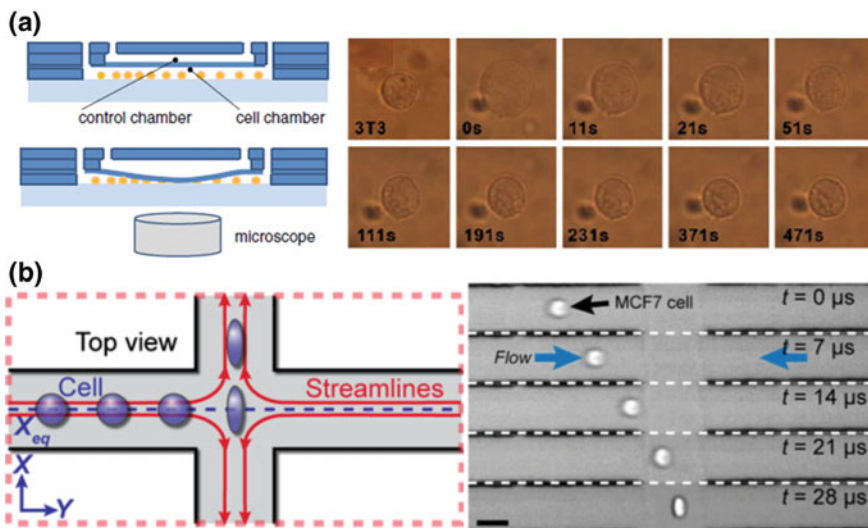 (a)
control chamber
cell chamber
microscope
3T3
0s
11s
21s
51s
111s
191s
231s
371s
471s
(b)
Top view
Cell
Streamlines
Xeq
X
Y
MCF7 cell
Flow
t = 0 µs
t = 7 µs
t = 14 µs
t = 21 µs
t = 28 µs